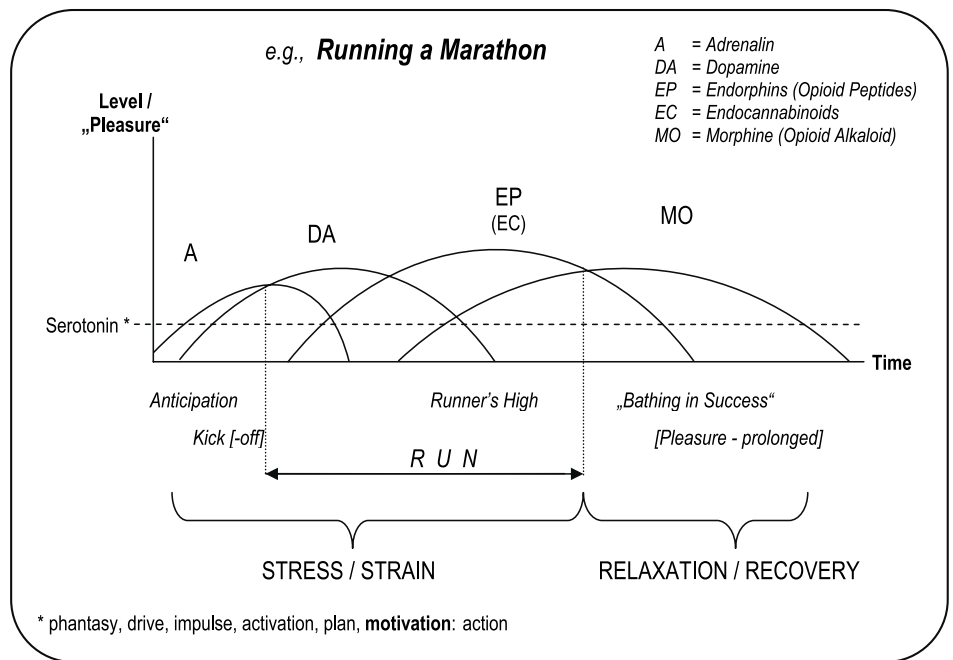 e.g., Running a Marathon
A = Adrenalin
DA = Dopamine
EP = Endorphins (Opioid Peptides)
EC = Endocannabinoids
MO = Morphine (Opioid Alkaloid)
Level /
„Pleasure“
A
DA
EP
(EC)
MO
Serotonin *
Time
Anticipation
Runner's High
„Bathing in Success“
Kick [-off]
[Pleasure - prolonged]
R U N
STRESS / STRAIN
RELAXATION / RECOVERY
* phantasy, drive, impulse, activation, plan, motivation: action